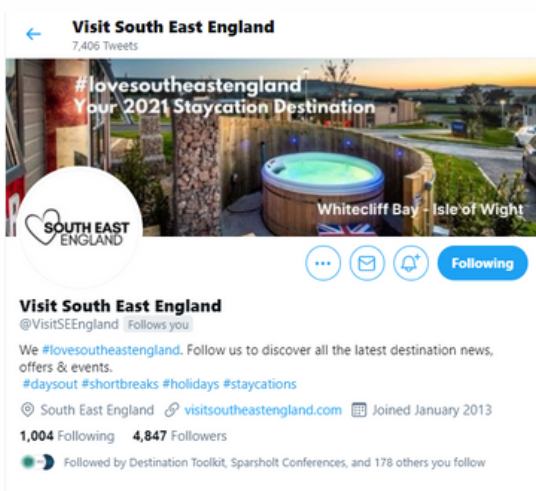 Visit South East England
7,406 Tweets
#lovesoutheastengland
Your 2021 Staycation Destination
Whitecliff Bay - Isle of Wight
SOUTH EAST
ENGLAND
Following
Visit South East England
@VisitSEEngland Follows you
We #lovesoutheastengland. Follow us to discover all the latest destination news,
offers & events.
#daysout #shortbreaks #holidays #staycations
South East England visitsoutheastengland.com Joined January 2013
1,004 Following 4,847 Followers
Followed by Destination Toolkit, Sparsholt Conferences, and 178 others you follow